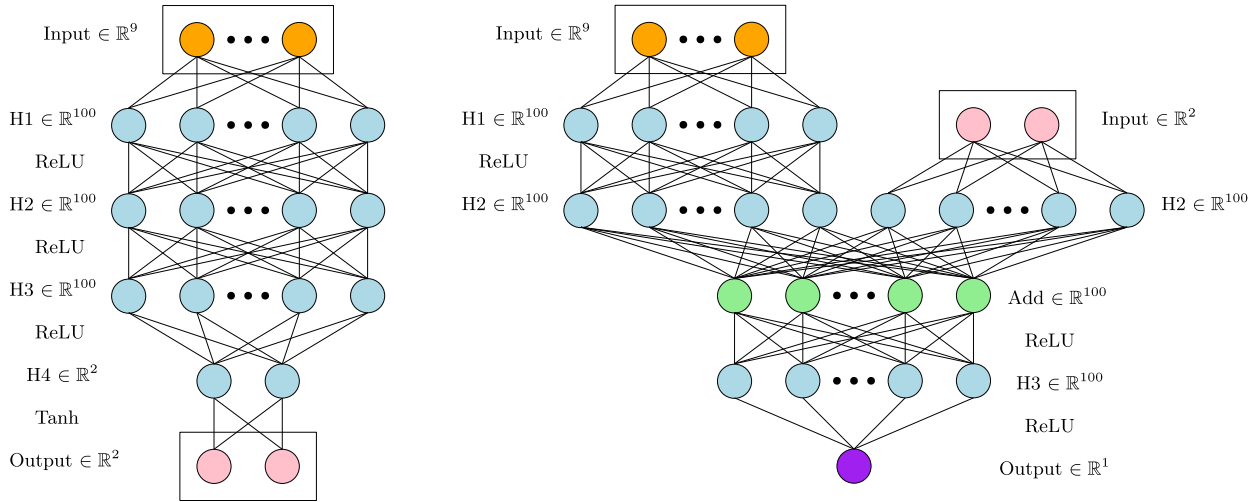 Input ∈ ℝ⁹
H1 ∈ ℝ¹⁰⁰
ReLU
H2 ∈ ℝ¹⁰⁰
ReLU
H3 ∈ ℝ¹⁰⁰
ReLU
H4 ∈ ℝ²
Tanh
Output ∈ ℝ²
Input ∈ ℝ⁹
H1 ∈ ℝ¹⁰⁰
ReLU
H2 ∈ ℝ¹⁰⁰
Input ∈ ℝ²
H2 ∈ ℝ¹⁰⁰
Add ∈ ℝ¹⁰⁰
ReLU
H3 ∈ ℝ¹⁰⁰
ReLU
Output ∈ ℝ¹